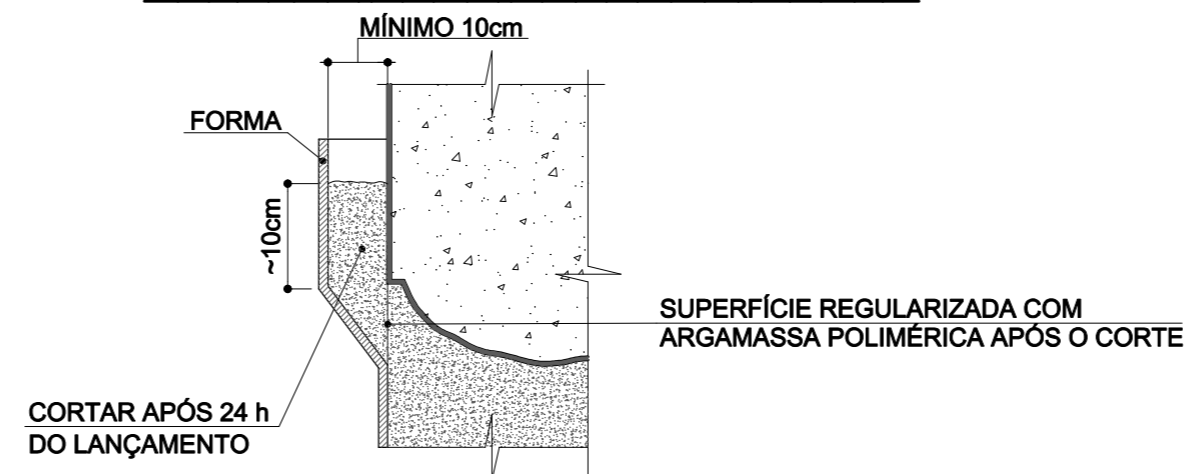 MÍNIMO 10cm
FORMA
~10cm
SUPERFÍCIE REGULARIZADA COM
ARGAMASSA POLIMÉRICA APÓS O CORTE
CORTAR APÓS 24 h
DO LANÇAMENTO